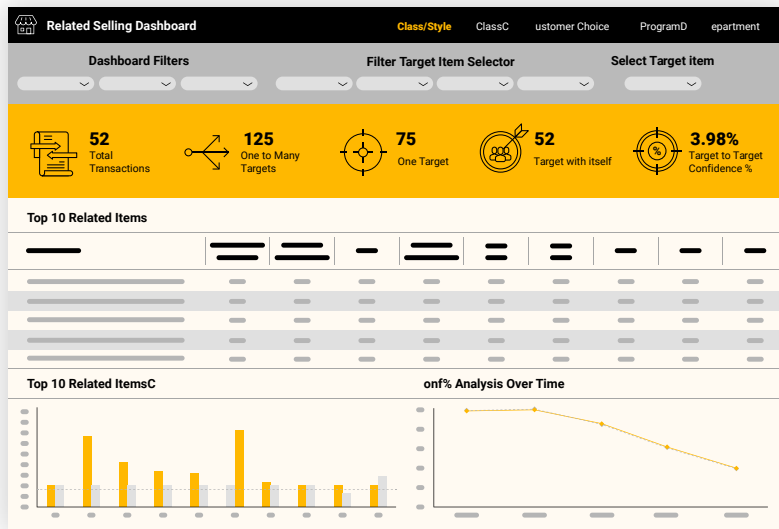 Related Selling Dashboard
Class/Style
ClassC
ustomer Choice
ProgramD
epartment
Dashboard Filters
Filter Target Item Selector
Select Target item
52
Total
Transactions
125
One to Many
Targets
75
One Target
52
Target with itself
%
3.98%
Target to Target
Confidence %
Top 10 Related Items
Top 10 Related ItemsC
onf% Analysis Over Time